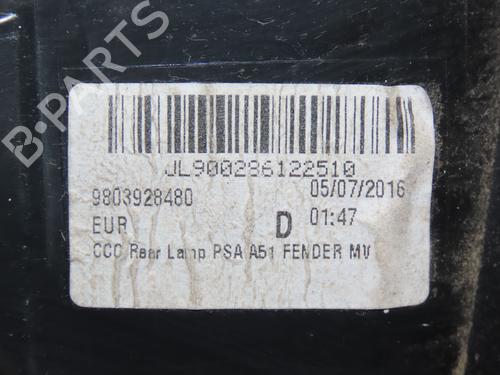 B-PARTS
JL900286122510
9803928480 05/07/2016
EUR D 01:47
CCC Rear Lamp PSA A51 FENDER MV